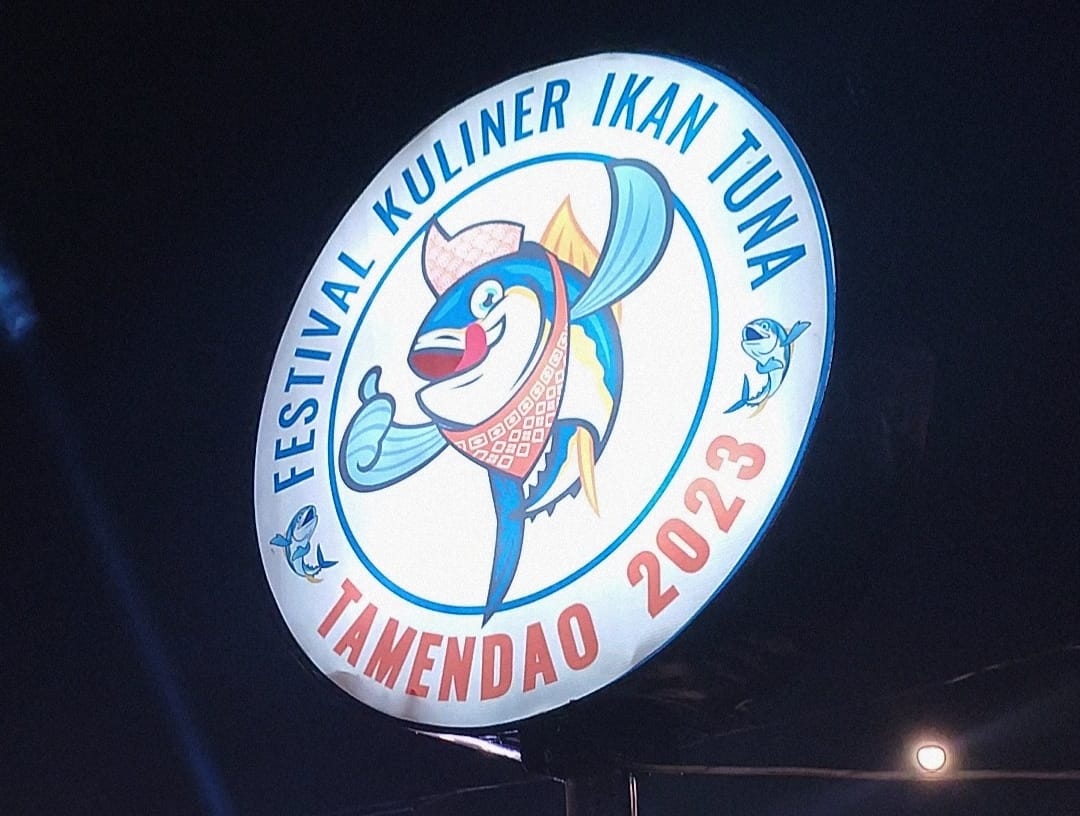 FESTIVAL KULINER IKAN TUNA
TAMENDAO 2023